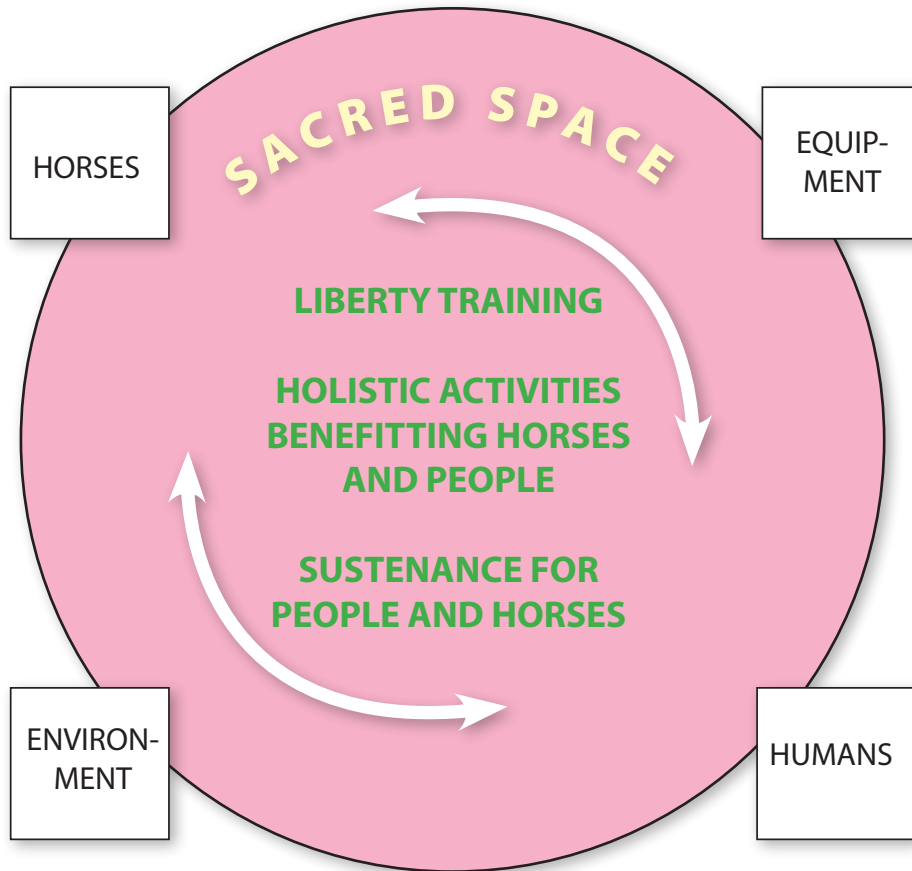 SACRED SPACE
HORSES
EQUIP-
MENT
LIBERTY TRAINING
HOLISTIC ACTIVITIES
BENEFITTING HORSES
AND PEOPLE
SUSTENANCE FOR
PEOPLE AND HORSES
ENVIRON-
MENT
HUMANS